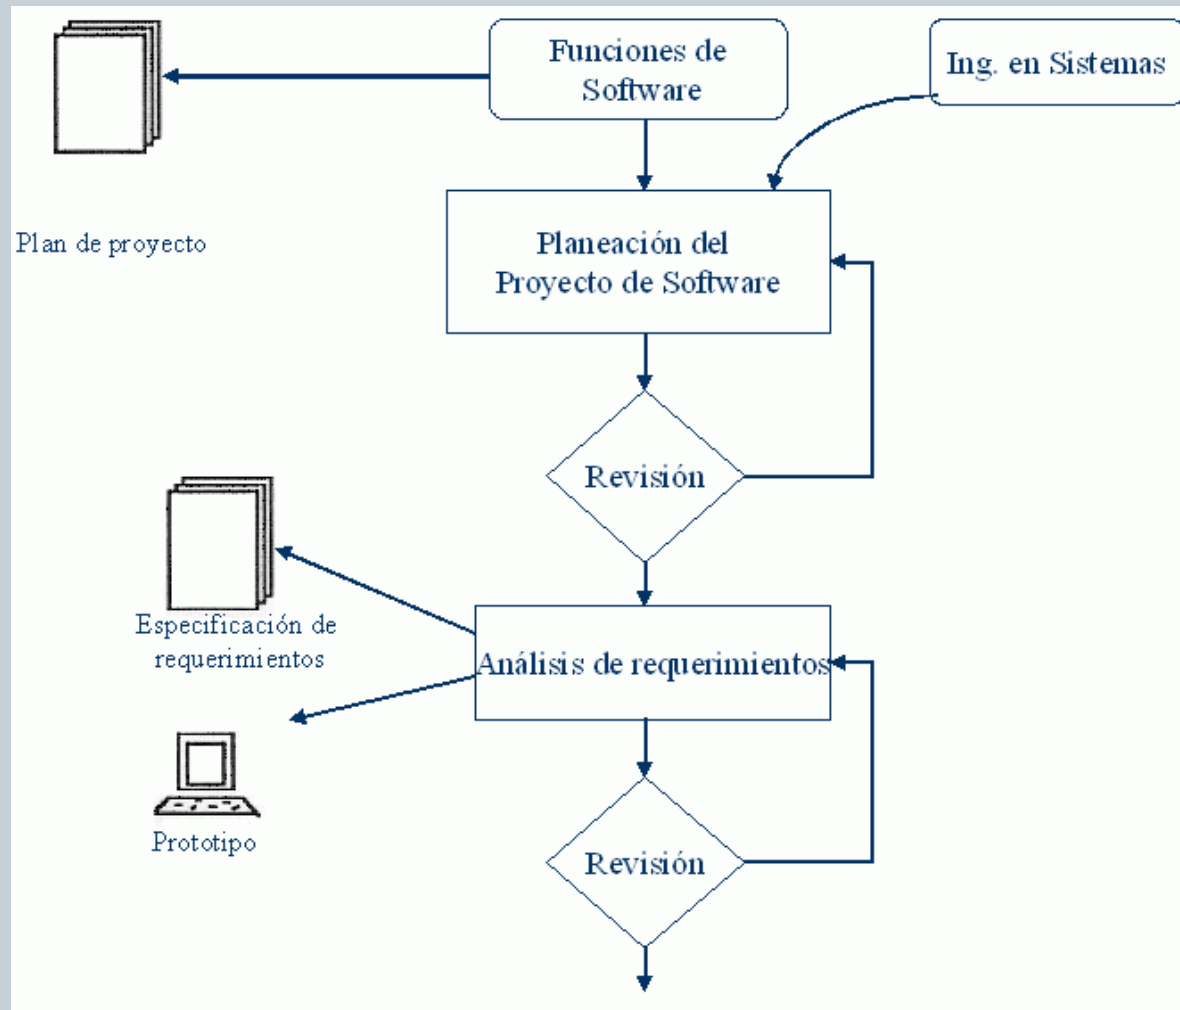 Funciones de
Software
Ing. en Sistemas
Plan de proyecto
Planeación del
Proyecto de Software
Revisión
Especificación de
requerimientos
Análisis de requerimientos
Prototipo
Revisión